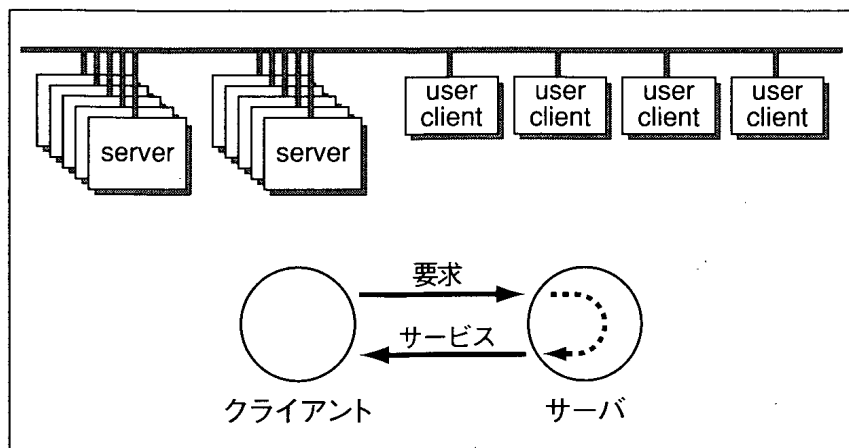 server
server
user
client
user
client
user
client
user
client
要求
サービス
クライアント
サーバ